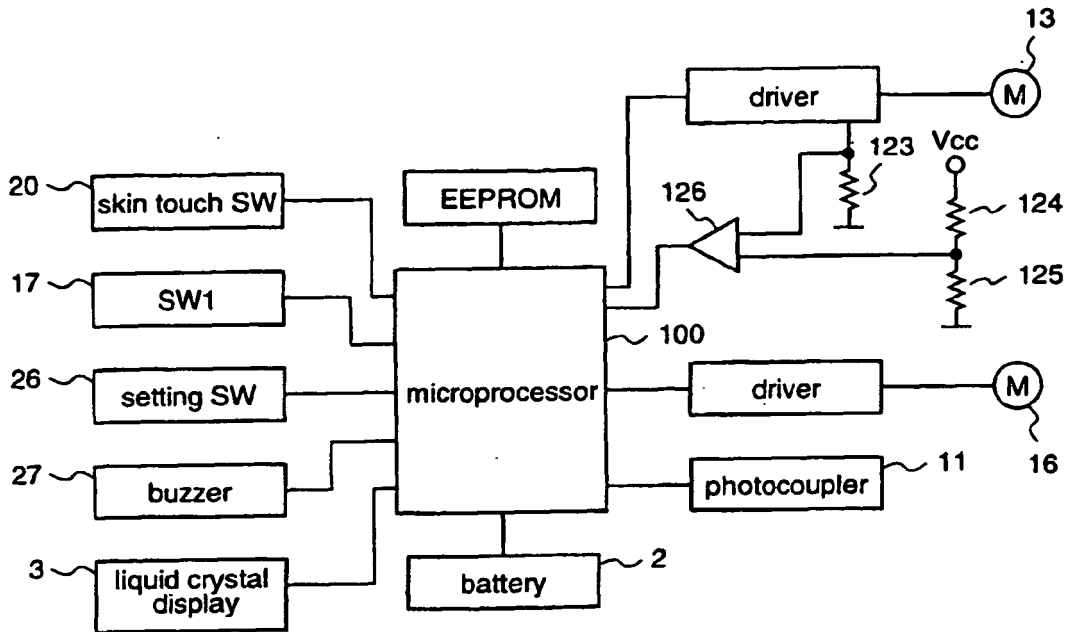 13
driver
M
123
Vcc
20
skin touch SW
EEPROM
126
124
17
SW1
125
100
26
setting SW
microprocessor
driver
M
27
buzzer
11
16
photocoupler
3
liquid crystal
display
battery
2